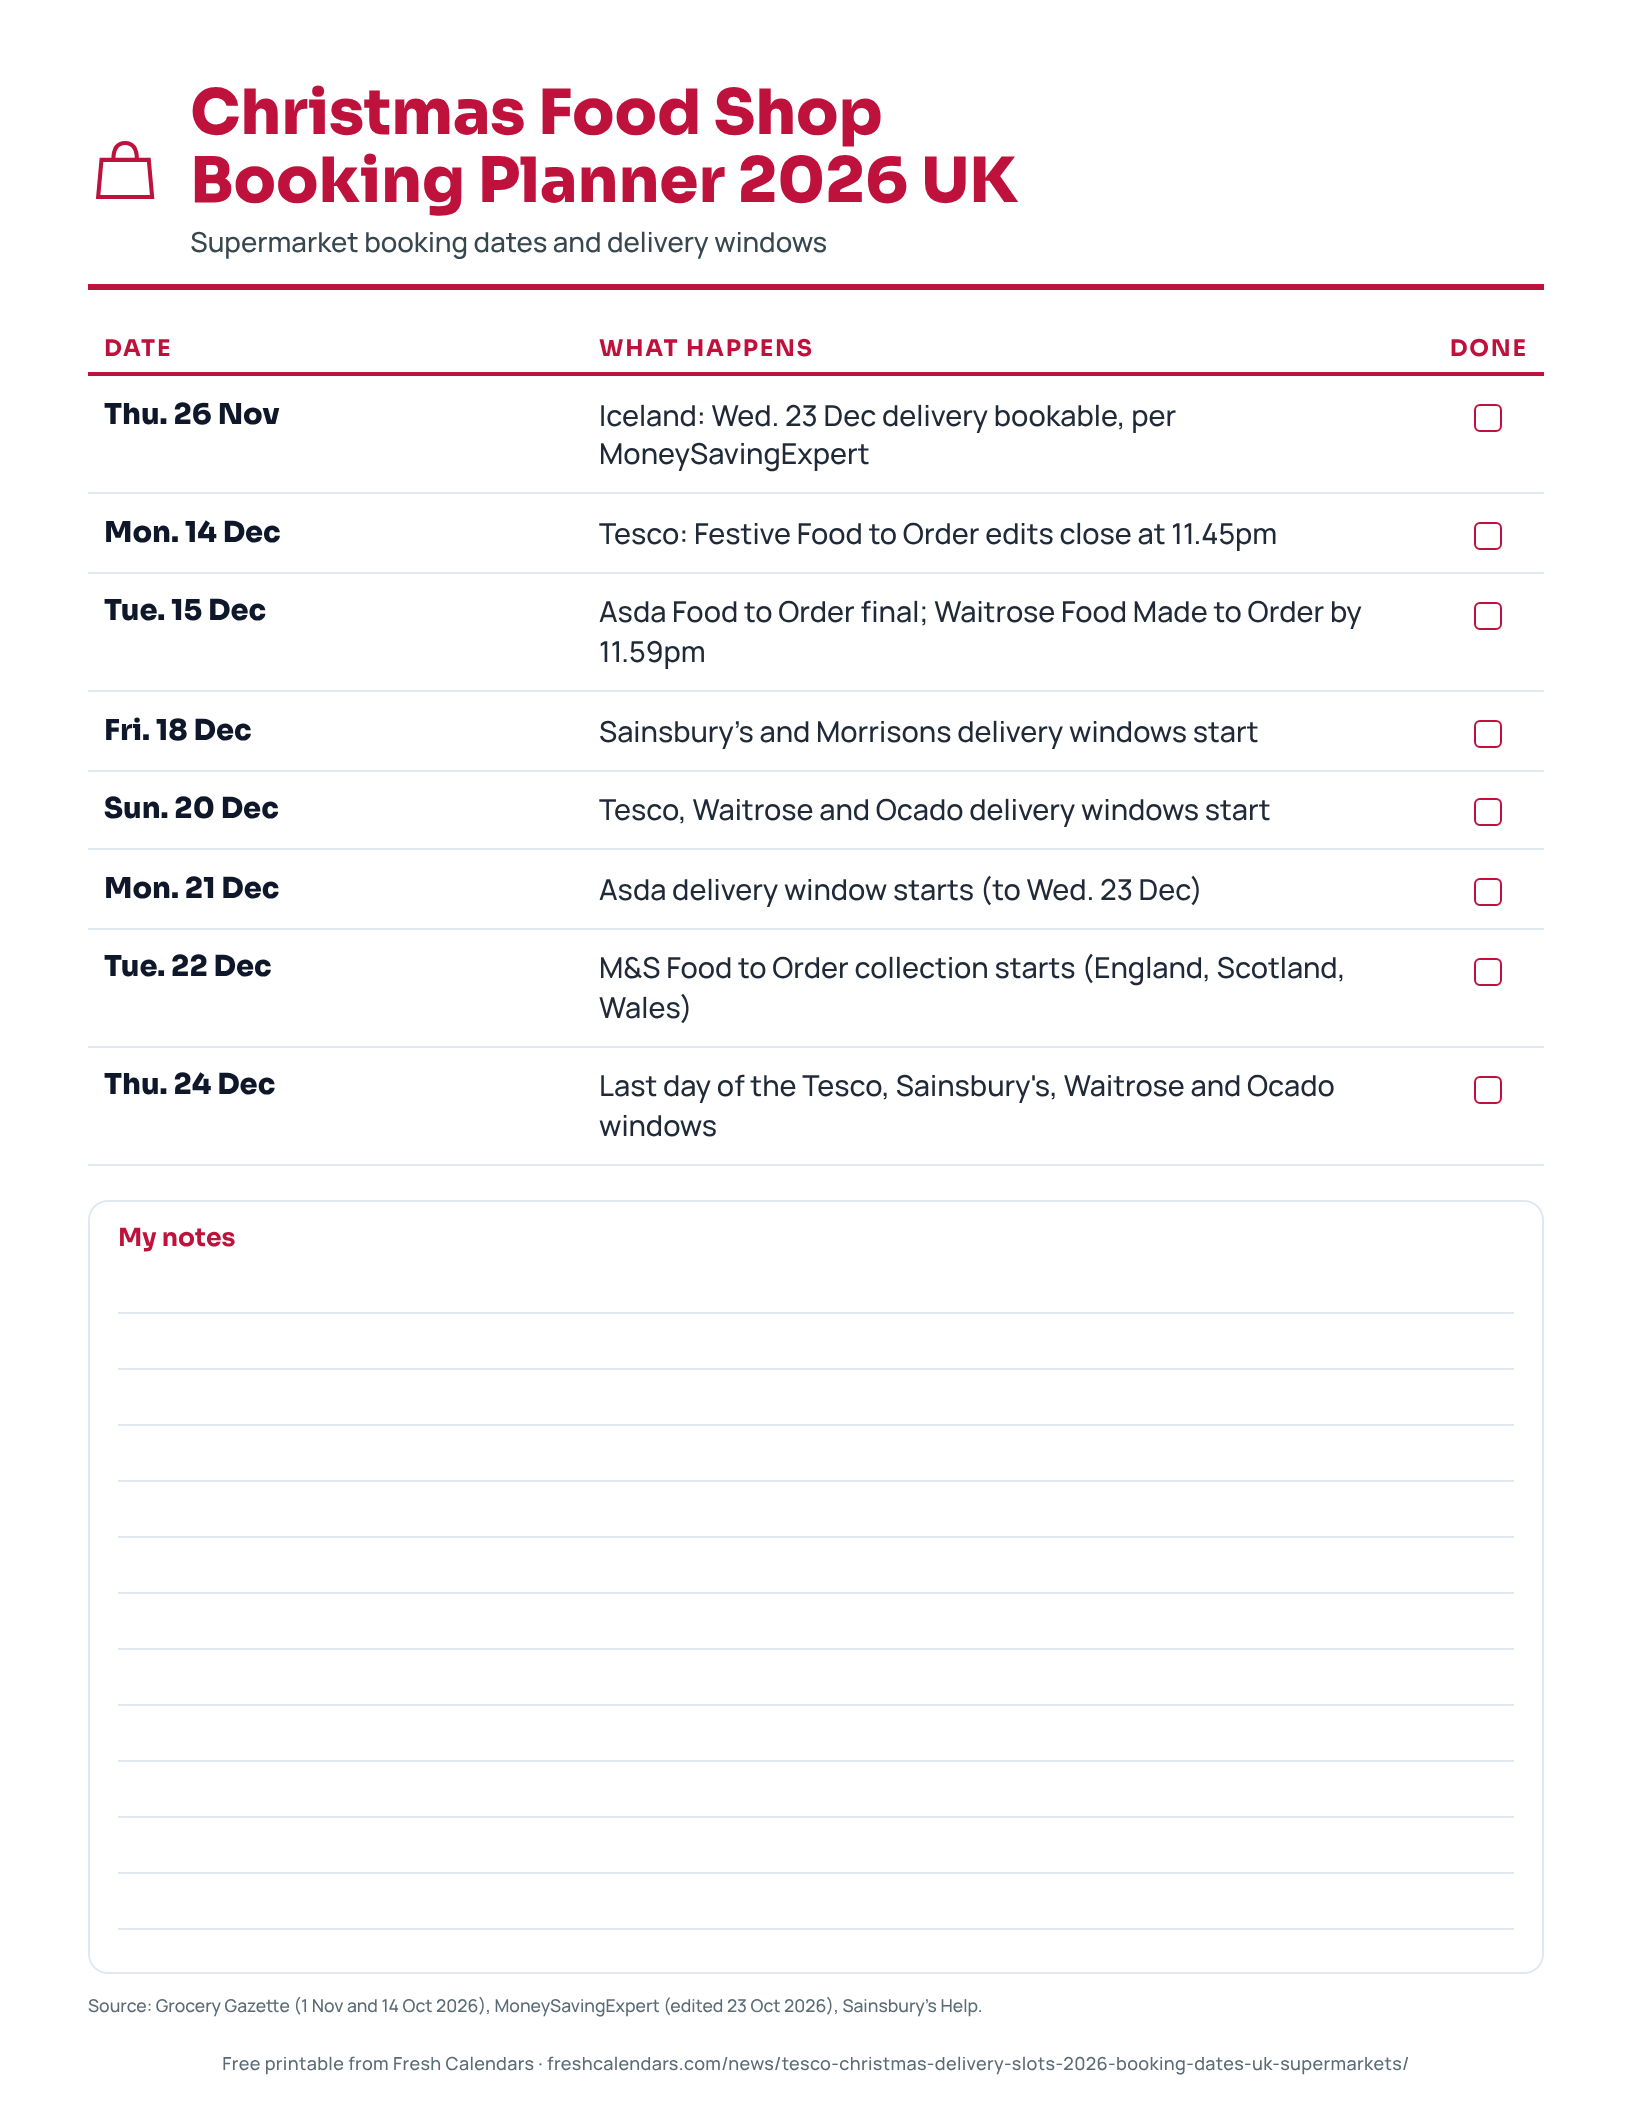 Christmas Food Shop
Booking Planner 2026 UK
Supermarket booking dates and delivery windows
DATE WHAT HAPPENS DONE
Thu. 26 Nov Iceland: Wed. 23 Dec delivery bookable, per
MoneySavingExpert
Mon. 14 Dec Tesco: Festive Food to Order edits close at 11.45pm
Tue. 15 Dec Asda Food to Order final; Waitrose Food Made to Order by
11.59pm
Fri. 18 Dec Sainsbury’s and Morrisons delivery windows start
Sun. 20 Dec Tesco, Waitrose and Ocado delivery windows start
Mon. 21 Dec Asda delivery window starts (to Wed. 23 Dec)
Tue. 22 Dec M&S Food to Order collection starts (England, Scotland,
Wales)
Thu. 24 Dec Last day of the Tesco, Sainsbury's, Waitrose and Ocado
windows
My notes
Source: Grocery Gazette (1 Nov and 14 Oct 2026), MoneySavingExpert (edited 23 Oct 2026), Sainsbury’s Help.
Free printable from Fresh Calendars · freshcalendars.com/news/tesco-christmas-delivery-slots-2026-booking-dates-uk-supermarkets/